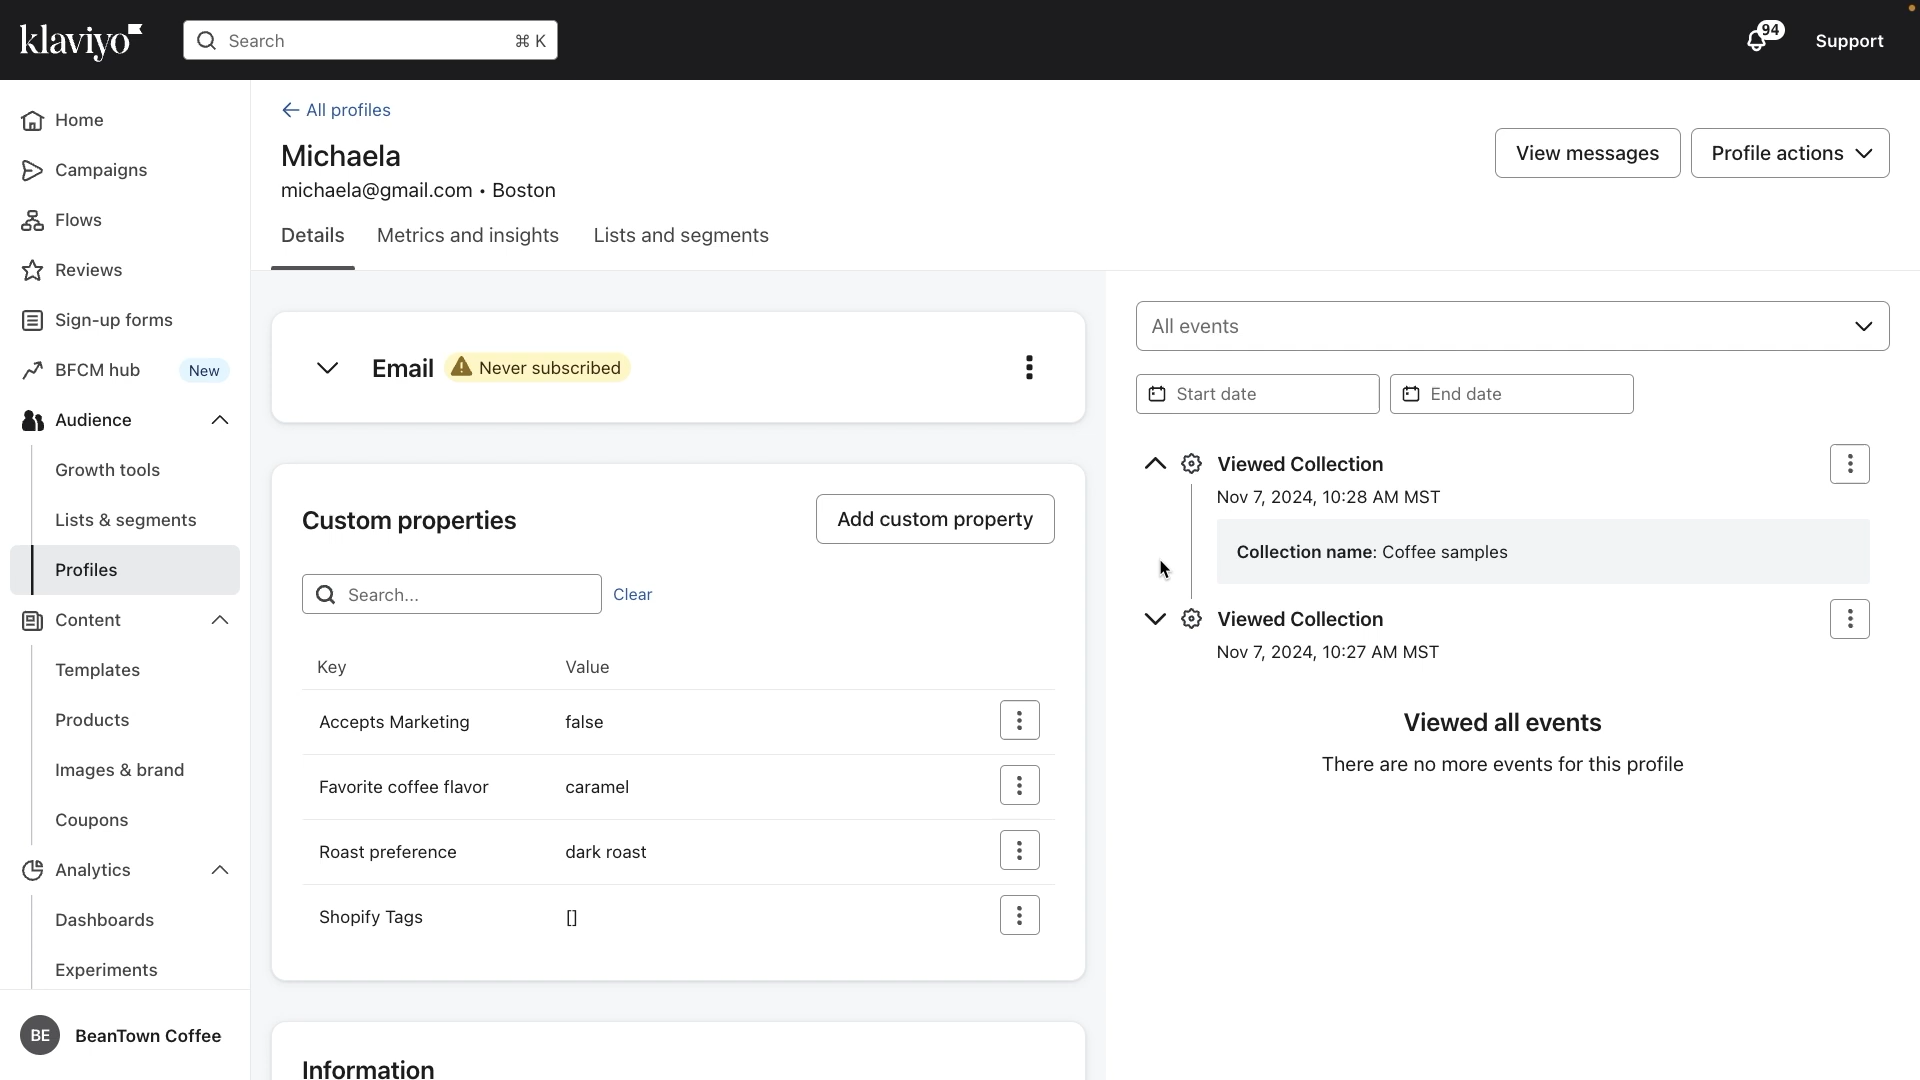 klaviyo
Search
⌘ K
94
Support
Home
Campaigns
Flows
Reviews
Sign-up forms
BFCM hub
New
Audience
Growth tools
Lists & segments
Profiles
Content
Templates
Products
Images & brand
Coupons
Analytics
Dashboards
Experiments
BE
BeanTown Coffee
← All profiles
Michaela
michaela@gmail.com • Boston
View messages
Profile actions
Details
Metrics and insights
Lists and segments
Email
Never subscribed
Custom properties
Add custom property
Search...
Clear
Key
Value
Accepts Marketing
false
Favorite coffee flavor
caramel
Roast preference
dark roast
Shopify Tags
[]
Information
All events
Start date
End date
Viewed Collection
Nov 7, 2024, 10:28 AM MST
Collection name: Coffee samples
Viewed Collection
Nov 7, 2024, 10:27 AM MST
Viewed all events
There are no more events for this profile